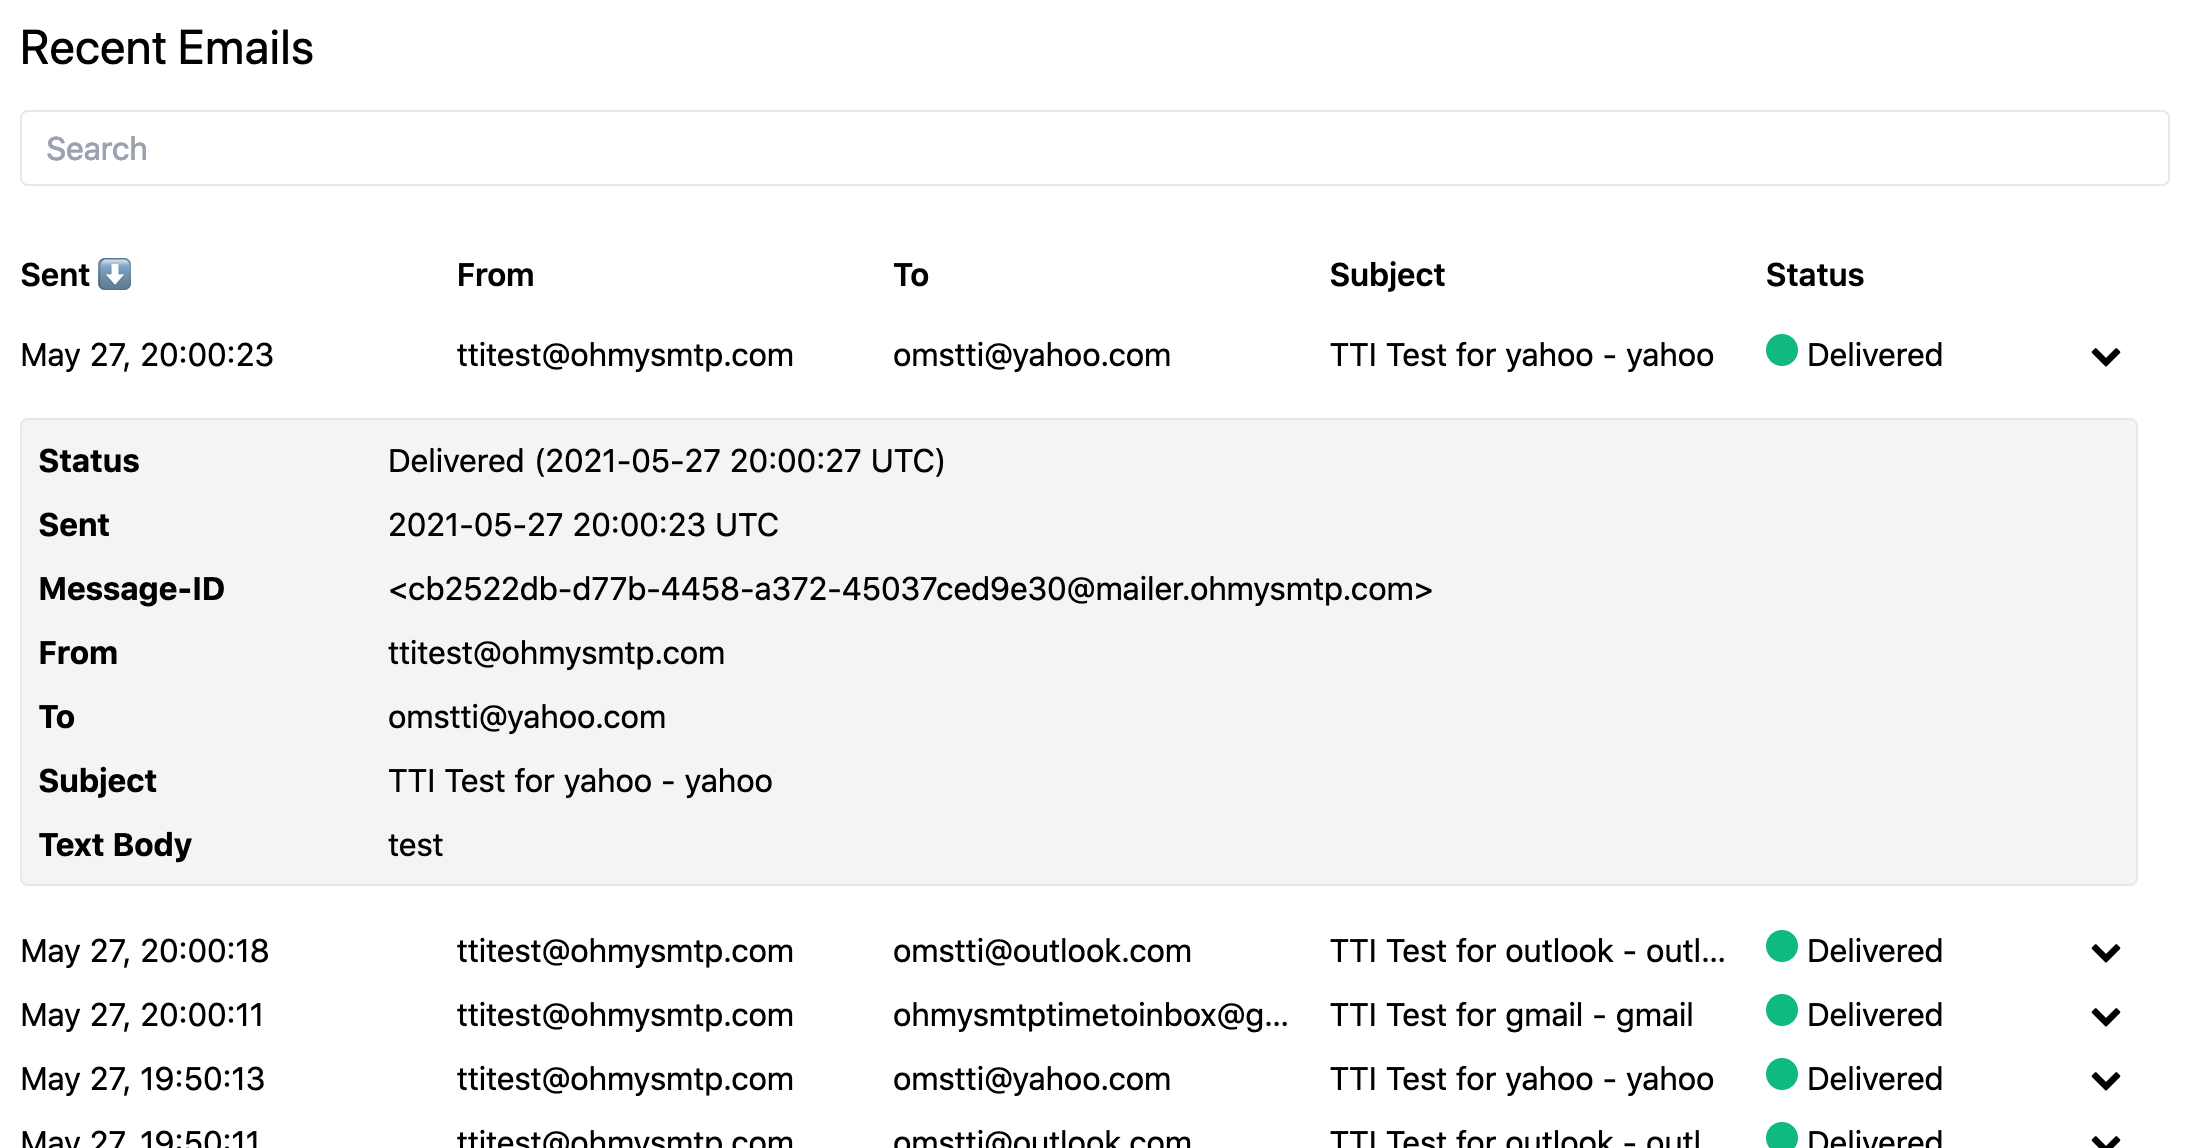 Recent Emails
Search
Sent ⬇️ From To Subject Status
May 27, 20:00:23 ttitest@ohmysmtp.com omstti@yahoo.com TTI Test for yahoo - yahoo Delivered
Status Delivered (2021-05-27 20:00:27 UTC)
Sent 2021-05-27 20:00:23 UTC
Message-ID <cb2522db-d77b-4458-a372-45037ced9e30@mailer.ohmysmtp.com>
From ttitest@ohmysmtp.com
To omstti@yahoo.com
Subject TTI Test for yahoo - yahoo
Text Body test
May 27, 20:00:18 ttitest@ohmysmtp.com omstti@outlook.com TTI Test for outlook - outl... Delivered
May 27, 20:00:11 ttitest@ohmysmtp.com ohmysmtptimetoinbox@g... TTI Test for gmail - gmail Delivered
May 27, 19:50:13 ttitest@ohmysmtp.com omstti@yahoo.com TTI Test for yahoo - yahoo Delivered
May 27, 19:50:11 ttitest@ohmysmtp.com omstti@outlook.com TTI Test for outlook - outl Delivered